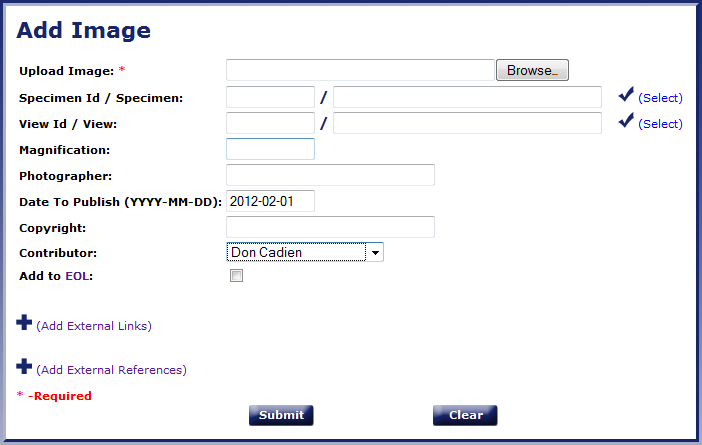 Add Image
Upload Image: * Browse...
Specimen Id / Specimen: / (Select)
View Id / View: / (Select)
Magnification:
Photographer:
Date To Publish (YYYY-MM-DD): 2012-02-01
Copyright:
Contributor: Don Cadien
Add to EOL:
(Add External Links)
(Add External References)
* -Required
Submit Clear